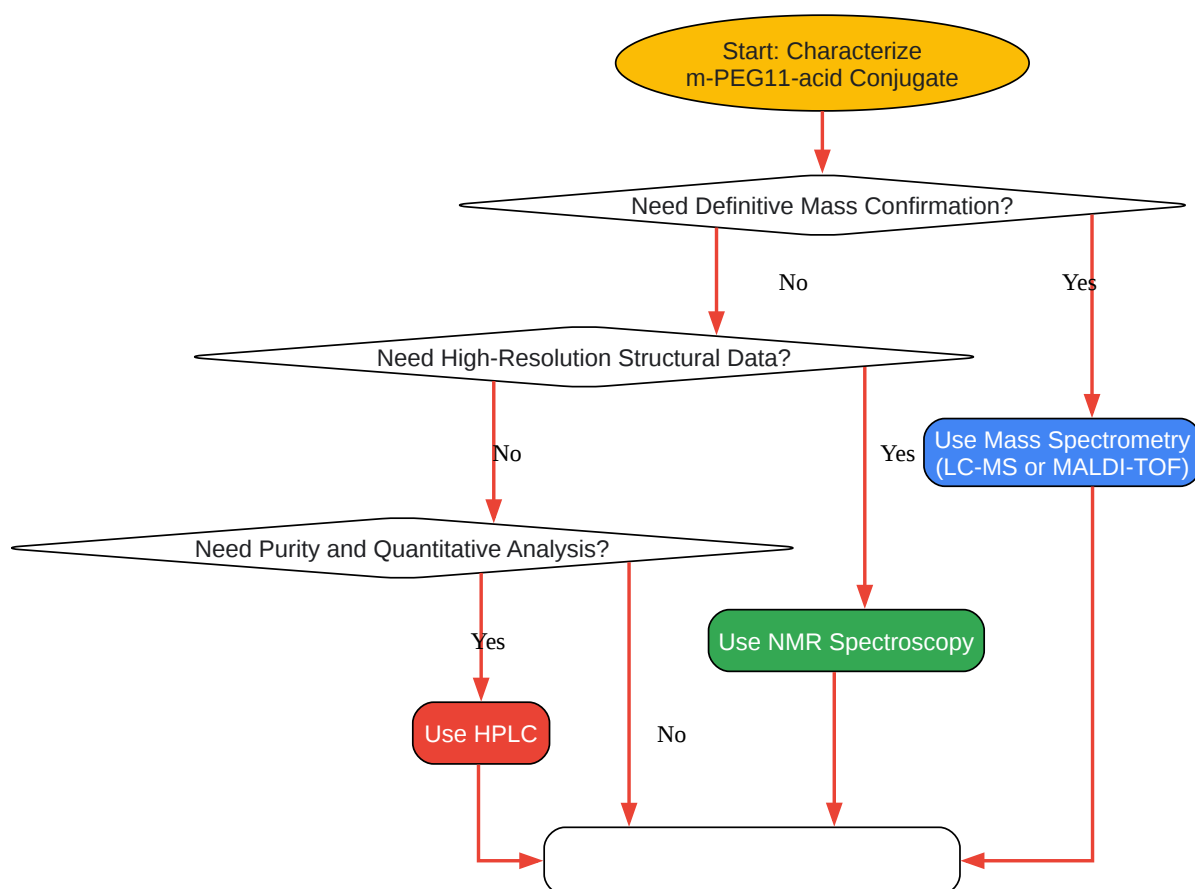 Start: Characterize
m-PEG11-acid Conjugate
Need Definitive Mass Confirmation?
No
Yes
Need High-Resolution Structural Data?
No
Yes
Use Mass Spectrometry
(LC-MS or MALDI-TOF)
Need Purity and Quantitative Analysis?
Yes
Use NMR Spectroscopy
Use HPLC
No